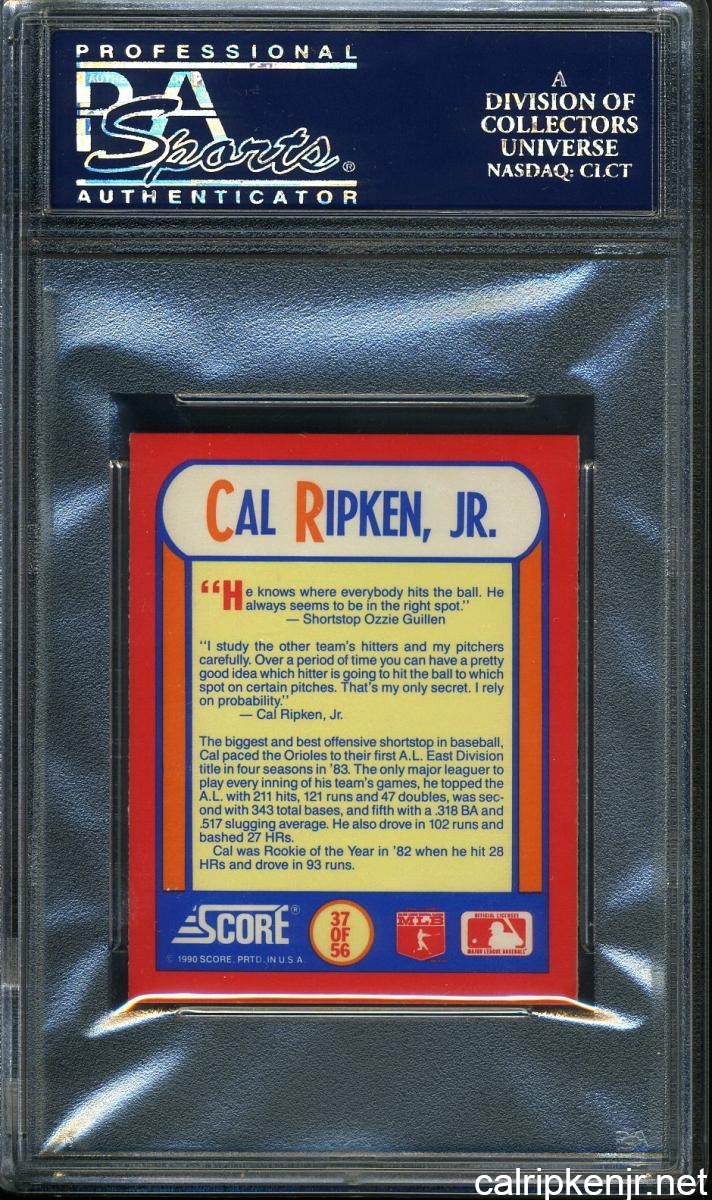 PROFESSIONAL
PSA
Sports®
AUTHENTICATOR
A
DIVISION OF
COLLECTORS
UNIVERSE
NASDAQ: CLCT
CAL RIPKEN, JR.
“He knows where everybody hits the ball. He
always seems to be in the right spot.”
— Shortstop Ozzie Guillen
“I study the other team's hitters and my pitchers
carefully. Over a period of time you can have a pretty
good idea which hitter is going to hit the ball to which
spot on certain pitches. That's my only secret. I rely
on probability.”
— Cal Ripken, Jr.
The biggest and best offensive shortstop in baseball,
Cal paced the Orioles to their first A.L. East Division
title in four seasons in '83. The only major leaguer to
play every inning of his team's games, he topped the
A.L. with 211 hits, 121 runs and 47 doubles, was sec-
ond with 343 total bases, and fifth with a .318 BA and
.517 slugging average. He also drove in 102 runs and
bashed 27 HRs.
Cal was Rookie of the Year in '82 when he hit 28
HRs and drove in 93 runs.
SCORE®
© 1990 SCORE, PRTD. IN U.S.A.
37
OF
56
MLB
OFFICIAL LICENSEE
MAJOR LEAGUE BASEBALL
PSA
calripkenjr.net